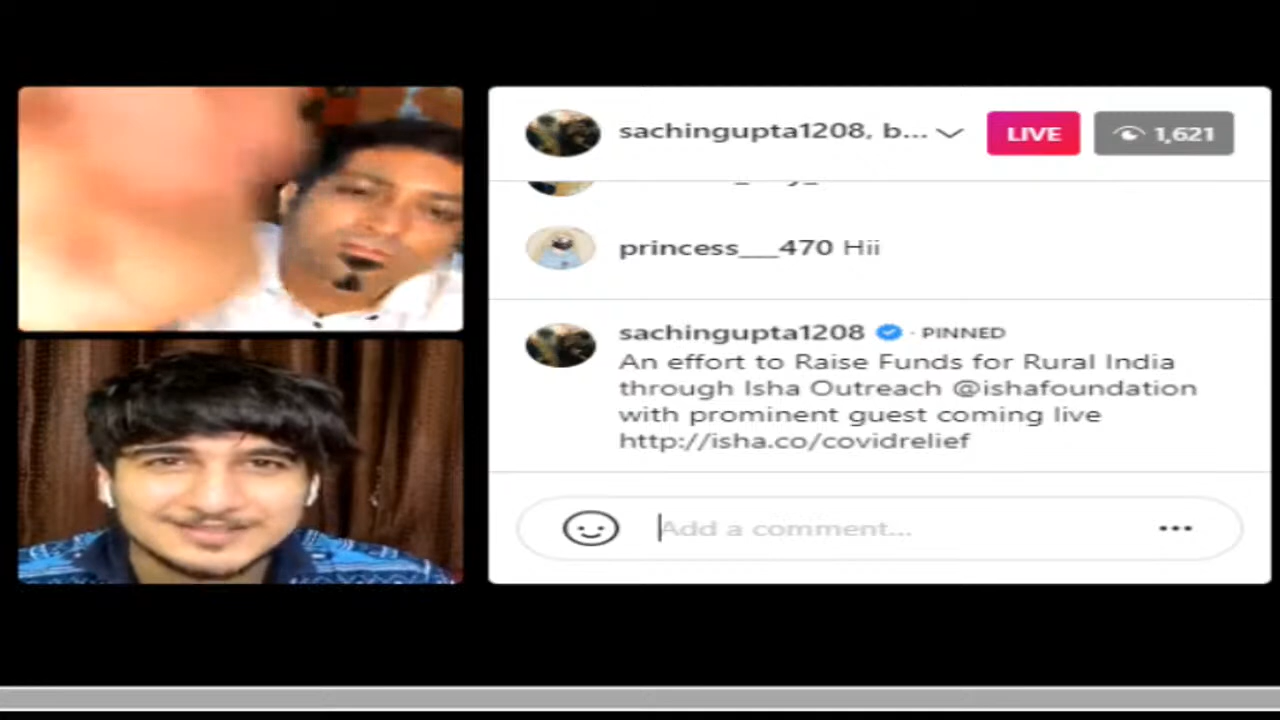 sachingupta1208, b...
LIVE
1,621
princess___470 Hii
sachingupta1208 · PINNED
An effort to Raise Funds for Rural India
through Isha Outreach @ishafoundation
with prominent guest coming live
http://isha.co/covidrelief
Add a comment...